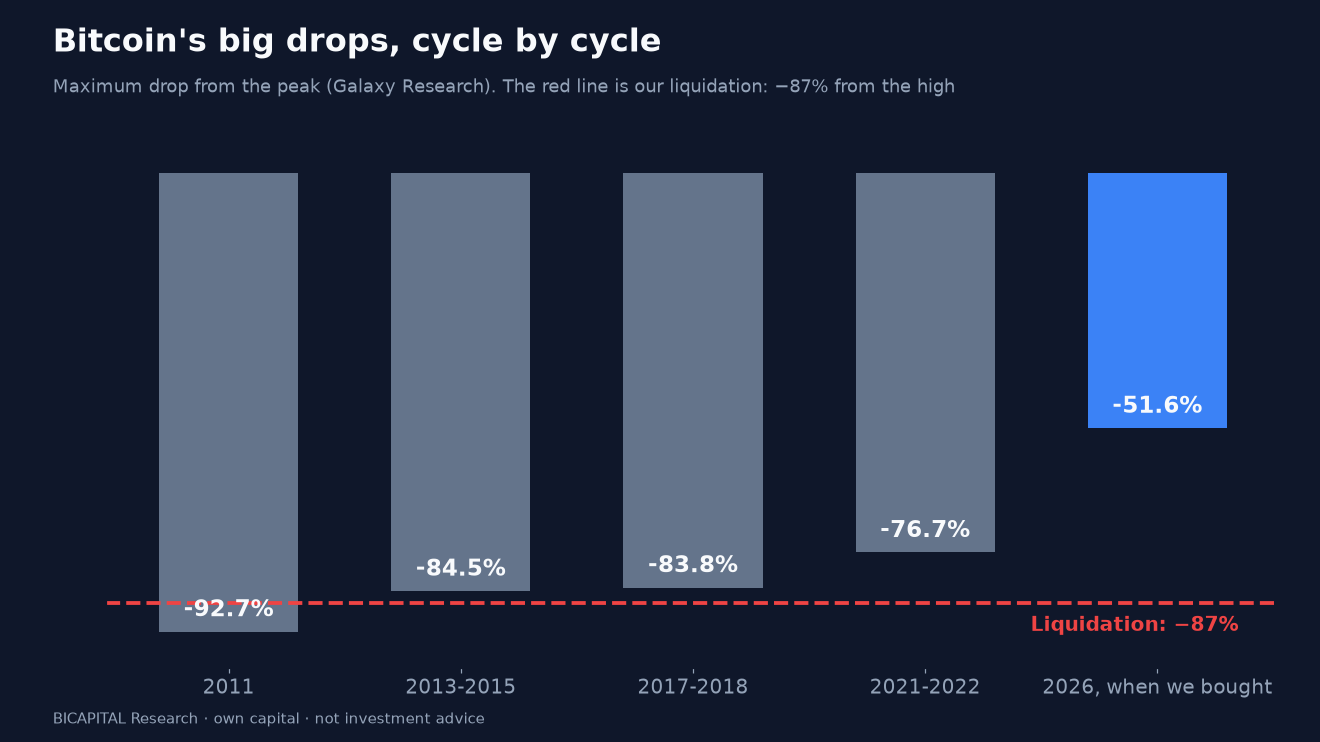 Bitcoin's big drops, cycle by cycle
Maximum drop from the peak (Galaxy Research). The red line is our liquidation: −87% from the high
-51.6%
-76.7%
-84.5%
-83.8%
-92.7%
Liquidation: −87%
2011
2013-2015
2017-2018
2021-2022
2026, when we bought
BICAPITAL Research · own capital · not investment advice